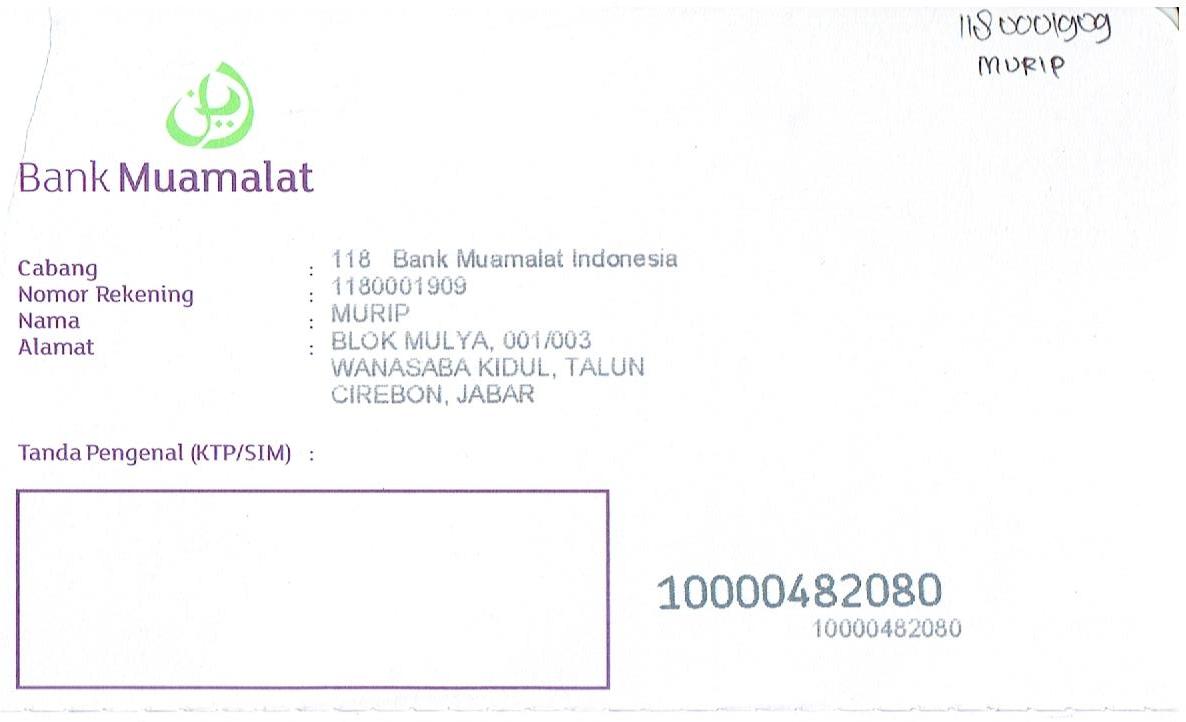 1180001909
MURIP
Bank Muamalat
Cabang : 118 Bank Muamalat Indonesia
Nomor Rekening : 1180001909
Nama : MURIP
Alamat : BLOK MULYA, 001/003
WANASABA KIDUL, TALUN
CIREBON, JABAR
Tanda Pengenal (KTP/SIM) :
10000482080
10000482080